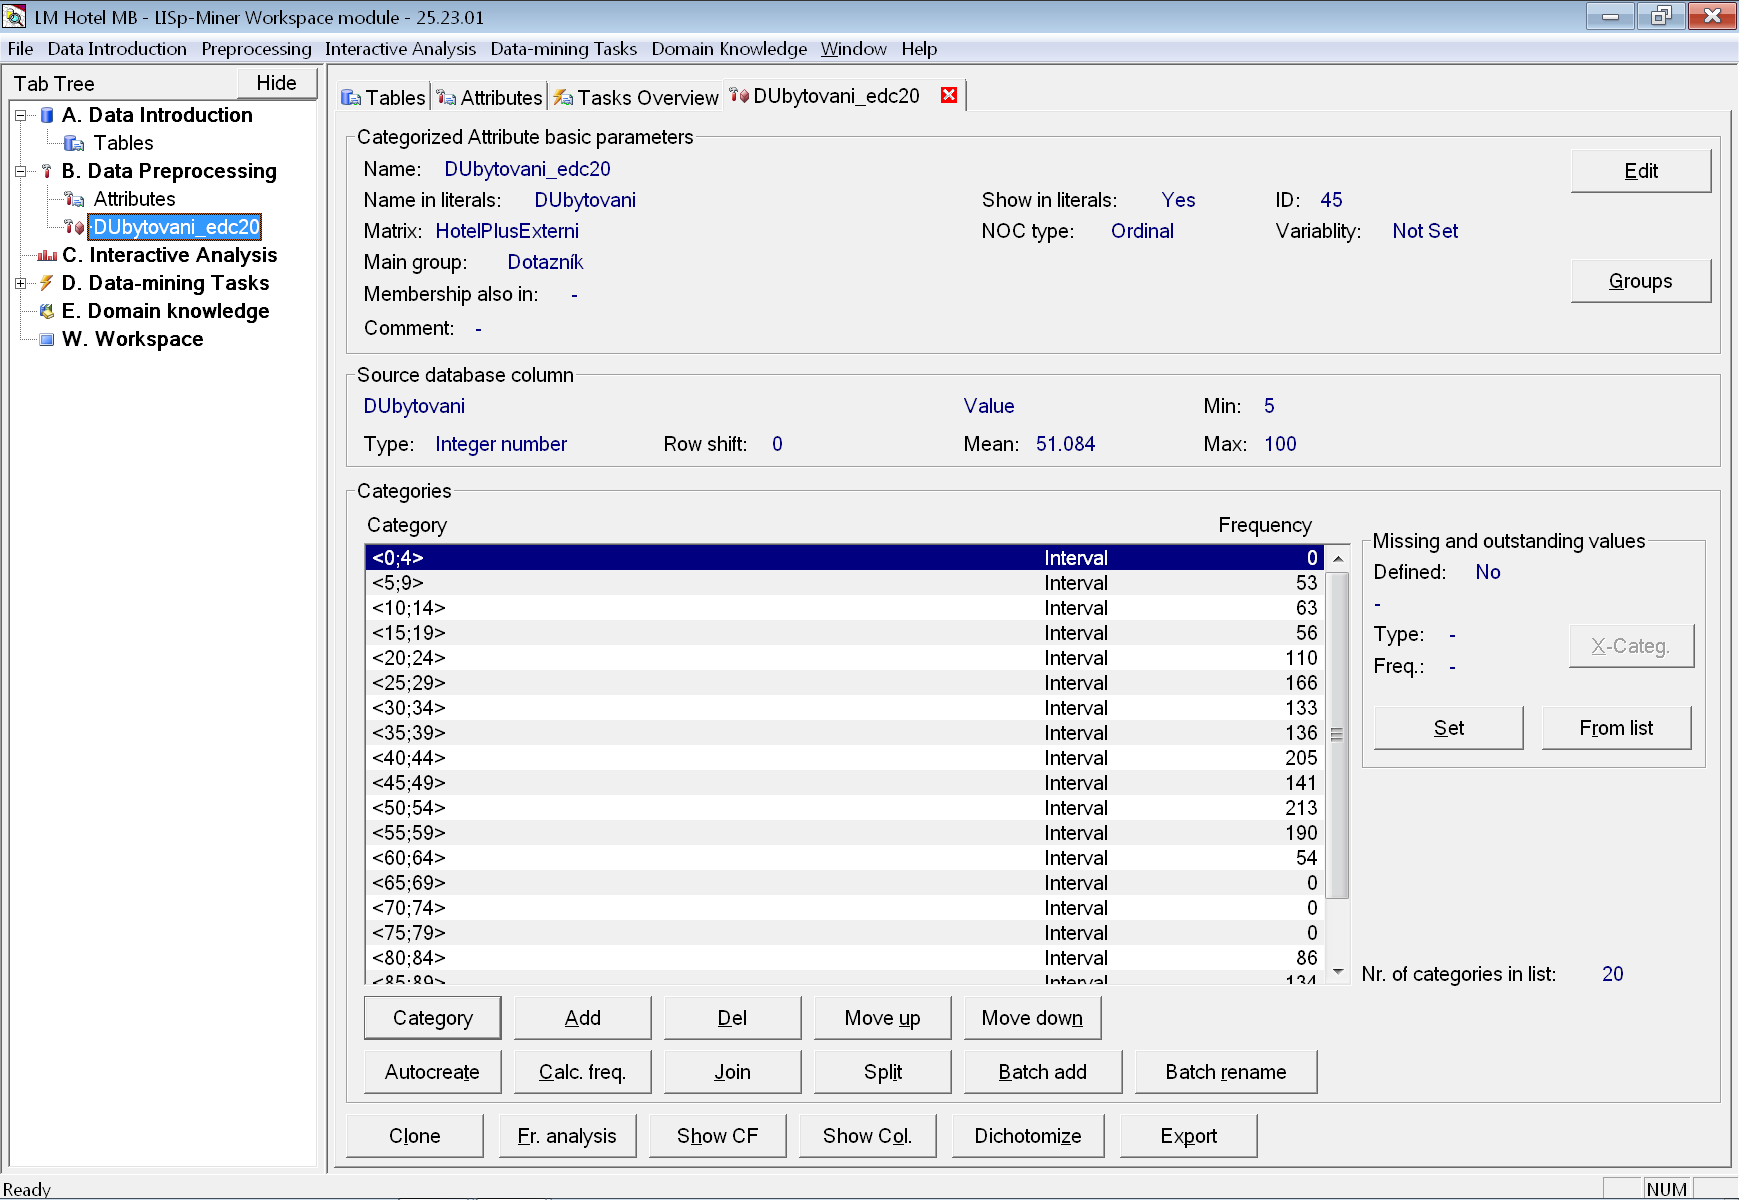 LM Hotel MB - LISp-Miner Workspace module - 25.23.01
File Data Introduction Preprocessing Interactive Analysis Data-mining Tasks Domain Knowledge Window Help
Tab Tree Hide
A. Data Introduction
Tables
B. Data Preprocessing
Attributes
DUbytovani_edc20
C. Interactive Analysis
D. Data-mining Tasks
E. Domain knowledge
W. Workspace
Tables Attributes Tasks Overview DUbytovani_edc20
Categorized Attribute basic parameters
Name: DUbytovani_edc20
Edit
Name in literals: DUbytovani Show in literals: Yes ID: 45
Matrix: HotelPlusExterni NOC type: Ordinal Variablity: Not Set
Main group: Dotazník
Groups
Membership also in: -
Comment: -
Source database column
DUbytovani Value Min: 5
Type: Integer number Row shift: 0 Mean: 51.084 Max: 100
Categories
Category Frequency
<0;4> Interval 0
<5;9> Interval 53
<10;14> Interval 63
<15;19> Interval 56
<20;24> Interval 110
<25;29> Interval 166
<30;34> Interval 133
<35;39> Interval 136
<40;44> Interval 205
<45;49> Interval 141
<50;54> Interval 213
<55;59> Interval 190
<60;64> Interval 54
<65;69> Interval 0
<70;74> Interval 0
<75;79> Interval 0
<80;84> Interval 86
<85;89> Interval 134
Missing and outstanding values
Defined: No
-
Type: -
X-Categ.
Freq.: -
Set From list
Nr. of categories in list: 20
Category Add Del Move up Move down
Autocreate Calc. freq. Join Split Batch add Batch rename
Clone Fr. analysis Show CF Show Col. Dichotomize Export
Ready NUM